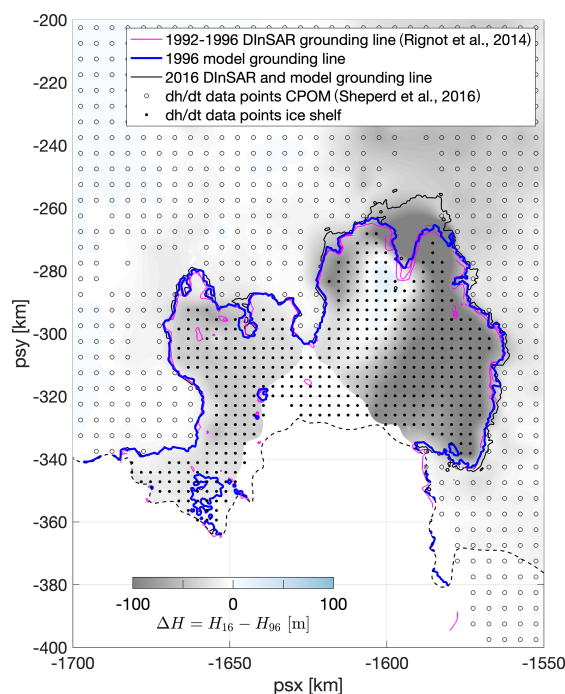 -200
-220
-240
-260
-280
-300
-320
-340
-360
-380
-400
psy [km]
1992-1996 DInSAR grounding line (Rignot et al., 2014)
1996 model grounding line
2016 DInSAR and model grounding line
dh/dt data points CPOM (Sheperd et al., 2016)
dh/dt data points ice shelf
-100 0 100
ΔH = H₁₆ − H₉₆ [m]
-1700 -1650 -1600 -1550
psx [km]